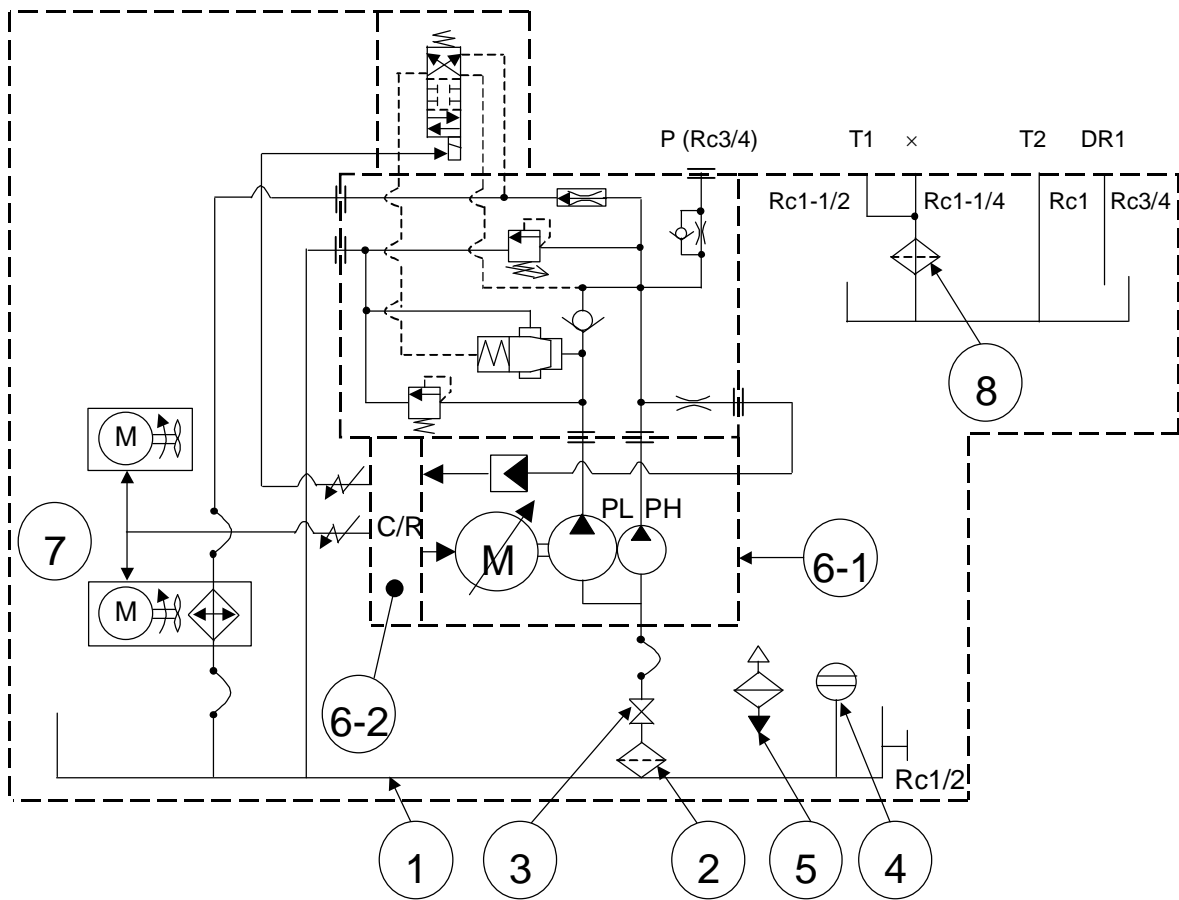 P (Rc3/4)
T1
×
T2
DR1
Rc1-1/2
Rc1-1/4
Rc1
Rc3/4
8
M
7
C/R
PL
PH
M
6-1
M
6-2
Rc1/2
1
3
2
5
4